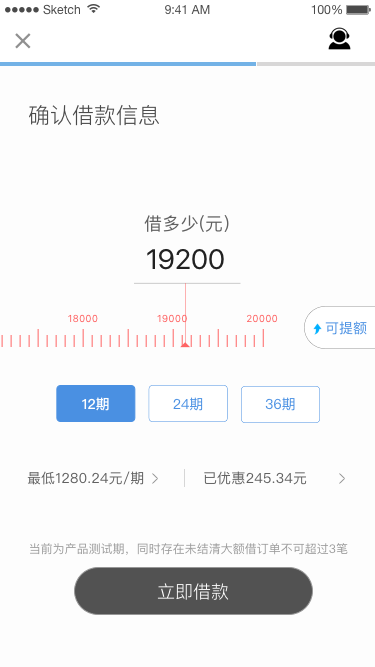 Sketch 9:41 AM 100%
确认借款信息
借多少(元)
19200
18000 19000 20000
可提额
12期 24期 36期
最低1280.24元/期 已优惠245.34元
当前为产品测试期，同时存在未结清大额借订单不可超过3笔
立即借款